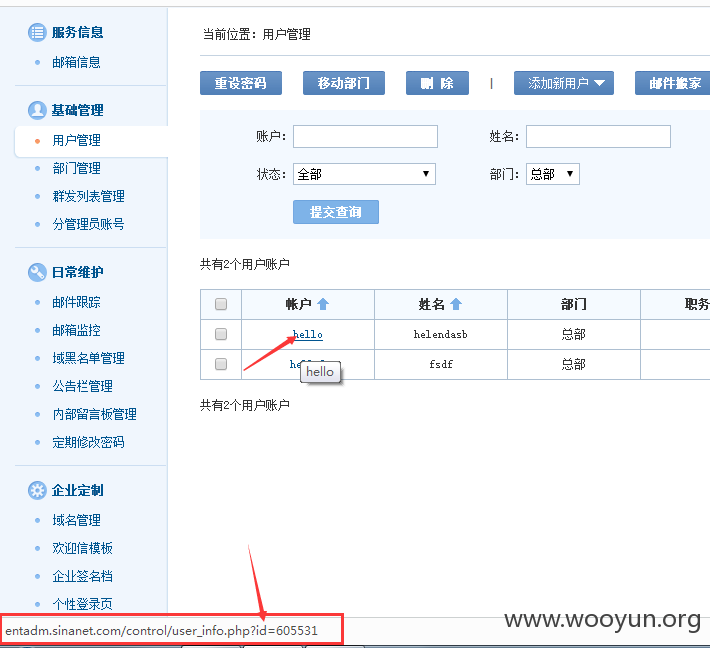 服务信息
邮箱信息
基础管理
用户管理
部门管理
群发列表管理
分管理员账号
日常维护
邮件跟踪
邮箱监控
域黑名单管理
公告栏管理
内部留言板管理
定期修改密码
企业定制
域名管理
欢迎信模板
企业签名档
个性登录页
当前位置: 用户管理
重设密码 移动部门 删 除 | 添加新用户 邮件搬家
账户: 姓名:
状态: 全部 部门: 总部
提交查询
共有2个用户账户
帐户 姓名 部门 职务
hello helendasb 总部
fsdf 总部
hello
共有2个用户账户
entadm.sinanet.com/control/user_info.php?id=605531
www.wooyun.org